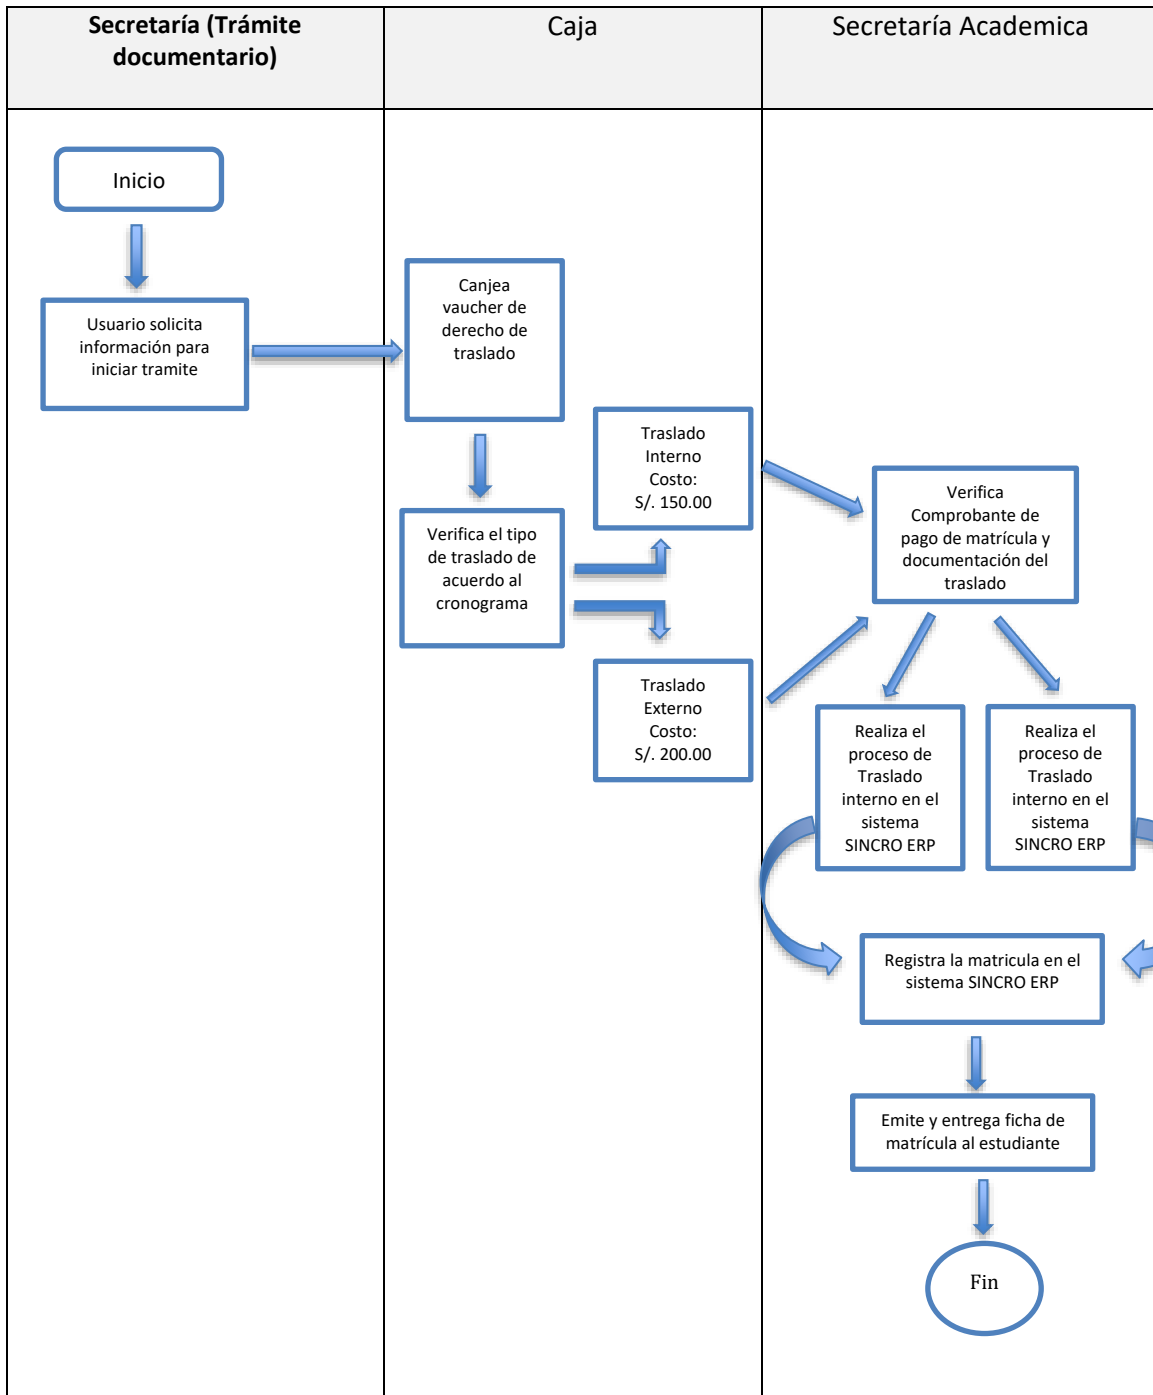 Secretaría (Trámite
documentario)
Caja
Secretaría Academica
Inicio
Usuario solicita
información para
iniciar tramite
Canjea
vaucher de
derecho de
traslado
Verifica el tipo
de traslado de
acuerdo al
cronograma
Traslado
Interno
Costo:
S/. 150.00
Traslado
Externo
Costo:
S/. 200.00
Verifica
Comprobante de
pago de matrícula y
documentación del
traslado
Realiza el
proceso de
Traslado
interno en el
sistema
SINCRO ERP
Realiza el
proceso de
Traslado
interno en el
sistema
SINCRO ERP
Registra la matricula en el
sistema SINCRO ERP
Emite y entrega ficha de
matrícula al estudiante
Fin